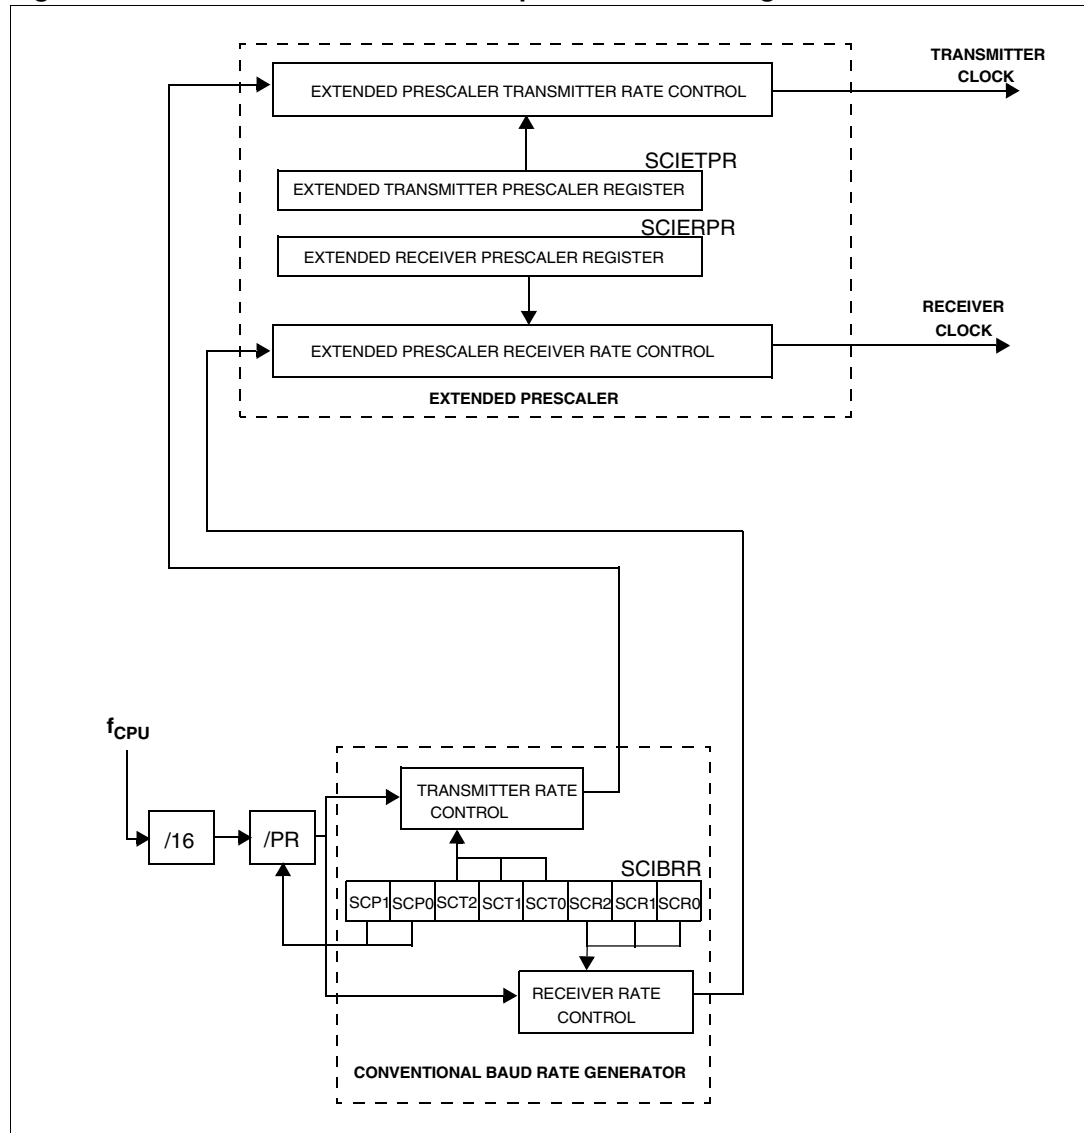 TRANSMITTER
CLOCK
EXTENDED PRESCALER TRANSMITTER RATE CONTROL
SCIETPR
EXTENDED TRANSMITTER PRESCALER REGISTER
SCIERPR
EXTENDED RECEIVER PRESCALER REGISTER
RECEIVER
CLOCK
EXTENDED PRESCALER RECEIVER RATE CONTROL
EXTENDED PRESCALER
fCPU
TRANSMITTER RATE
CONTROL
/16
/PR
SCIBRR
SCP1 SCP0 SCT2 SCT1 SCT0 SCR2 SCR1 SCR0
RECEIVER RATE
CONTROL
CONVENTIONAL BAUD RATE GENERATOR